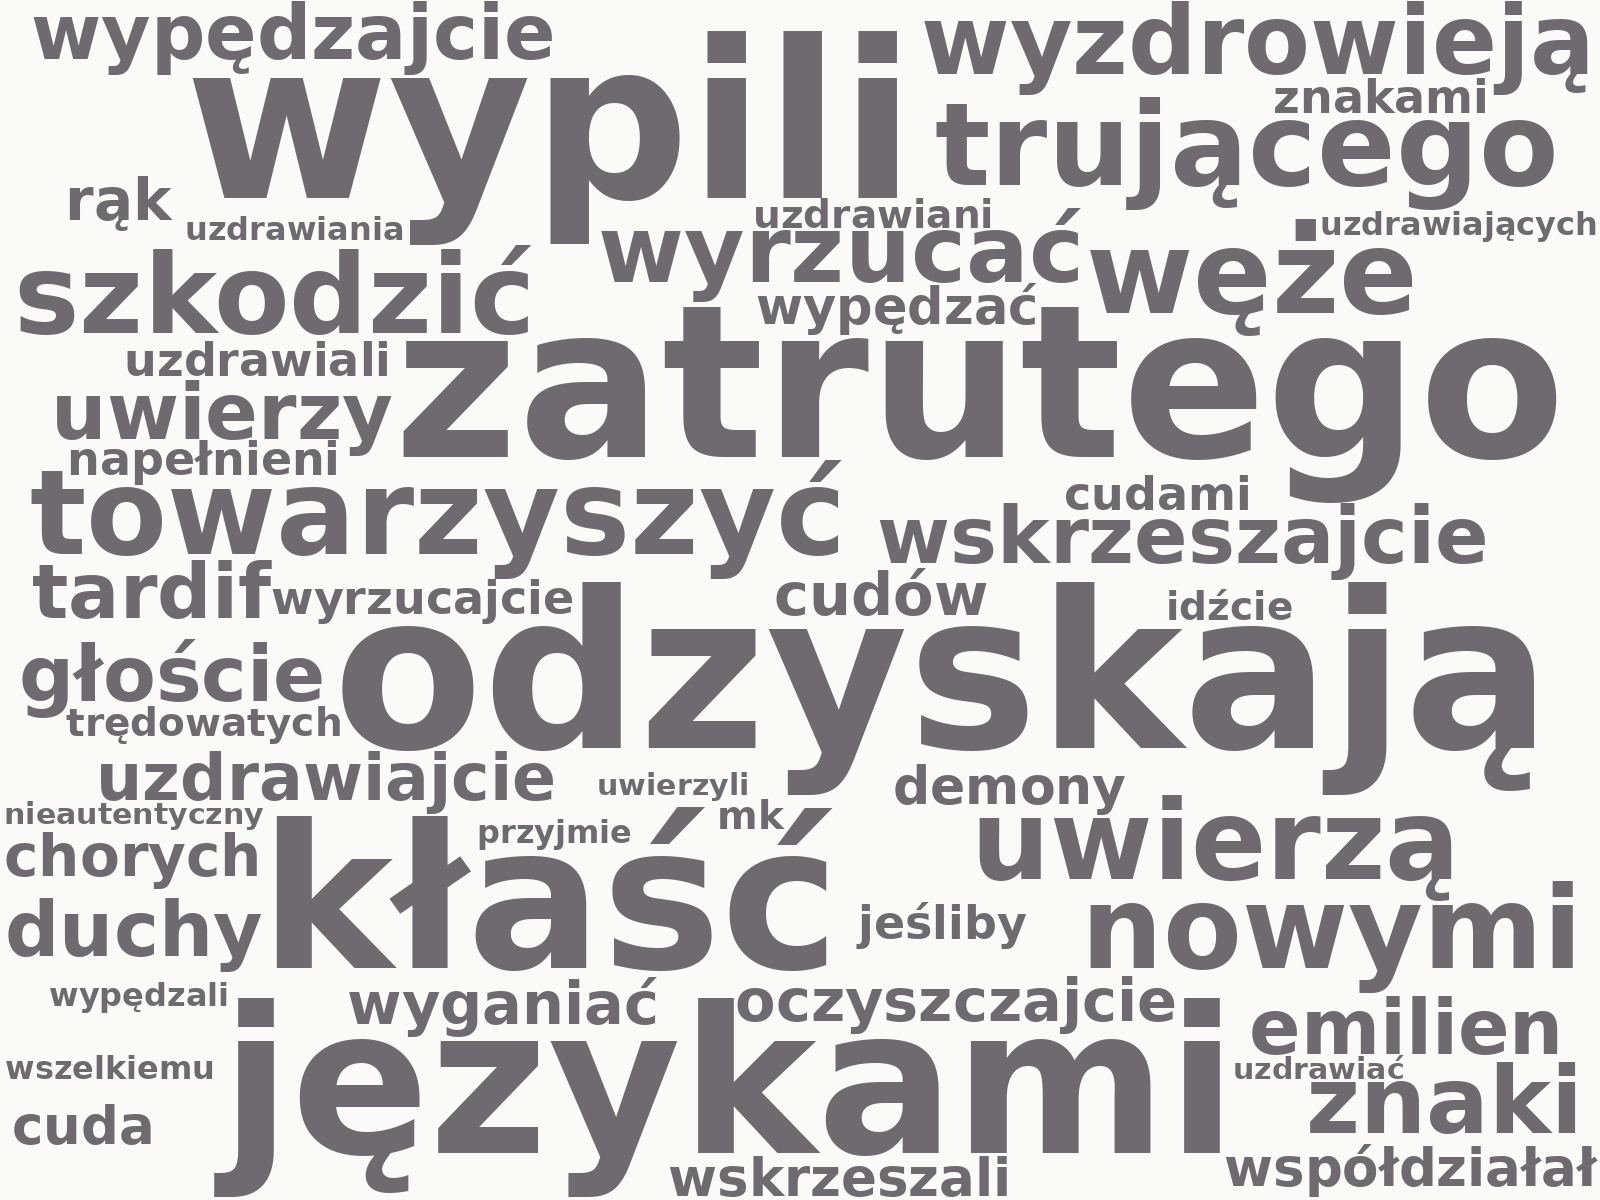 wypędzajcie
wypili
wyzdrowieją
znakami
trującego
rąk
uzdrawiania
uzdrawiani
uzdrawiających
wyrzucać
węże
szkodzić
wypędzać
uzdrawiali
zatrutego
uwierzy
napełnieni
towarzyszyć
cudami
wskrzeszajcie
tardif
wyrzucajcie
cudów
idźcie
odzyskają
głoście
trędowatych
uzdrawiajcie
uwierzyli
demony
nieautentyczny
przyjmie
mk
chorych
kłaść
uwierzą
duchy
jeśliby
nowymi
wypędzali
wyganiać
oczyszczajcie
emilien
językami
wszelkiemu
uzdrawiać
znaki
cuda
wskrzeszali
współdziałał